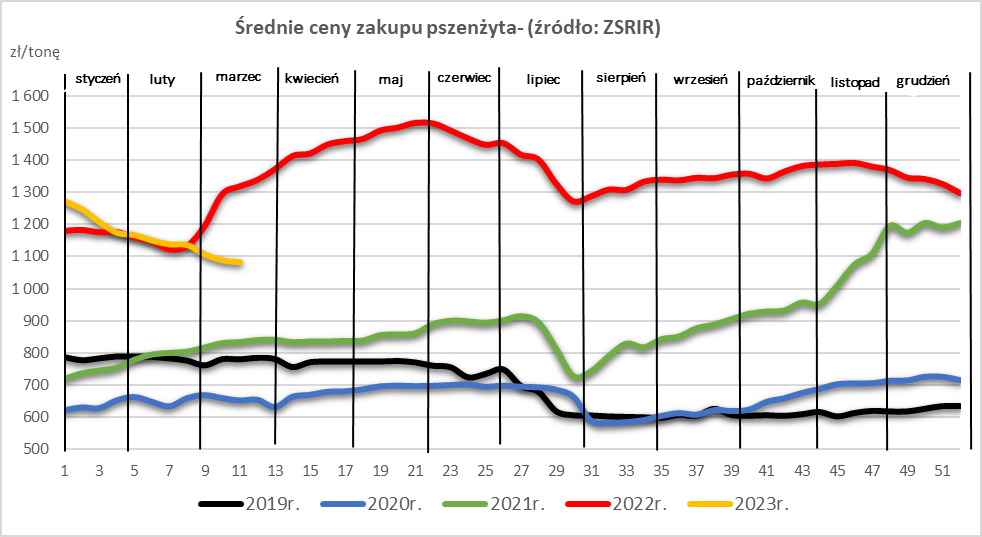 Średnie ceny zakupu pszenżyta- (źródło: ZSRIR)
zł/tonę
styczeń luty marzec kwiecień maj czerwiec lipiec sierpień wrzesień październik listopad grudzień
1 600
1 500
1 400
1 300
1 200
1 100
1 000
900
800
700
600
500
1 3 5 7 9 11 13 15 17 19 21 23 25 27 29 31 33 35 37 39 41 43 45 47 49 51
2019r. 2020r. 2021r. 2022r. 2023r.